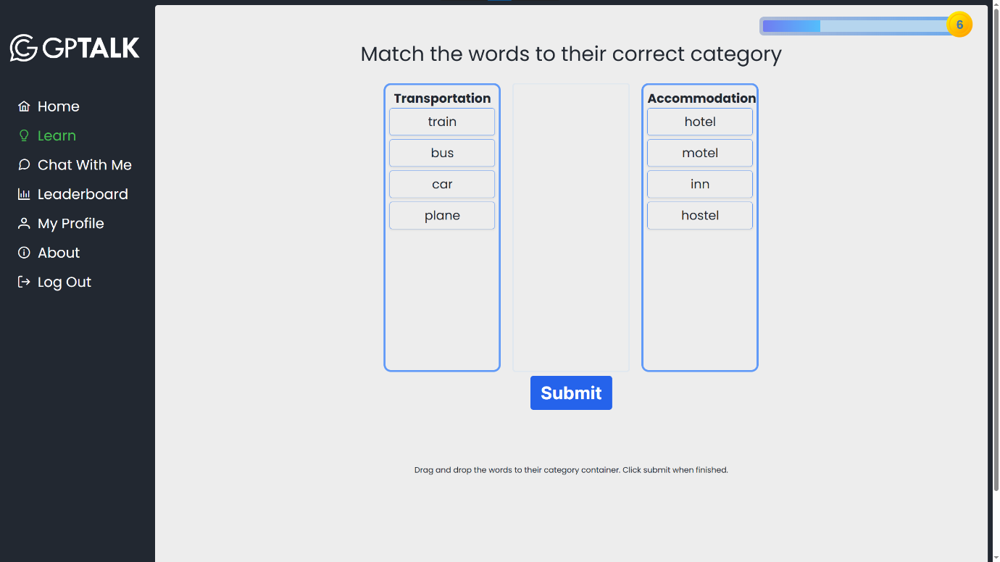 GPTALK
Home
Learn
Chat With Me
Leaderboard
My Profile
About
Log Out
6
Match the words to their correct category
Transportation
train
bus
car
plane
Accommodation
hotel
motel
inn
hostel
Submit
Drag and drop the words to their category container. Click submit when finished.